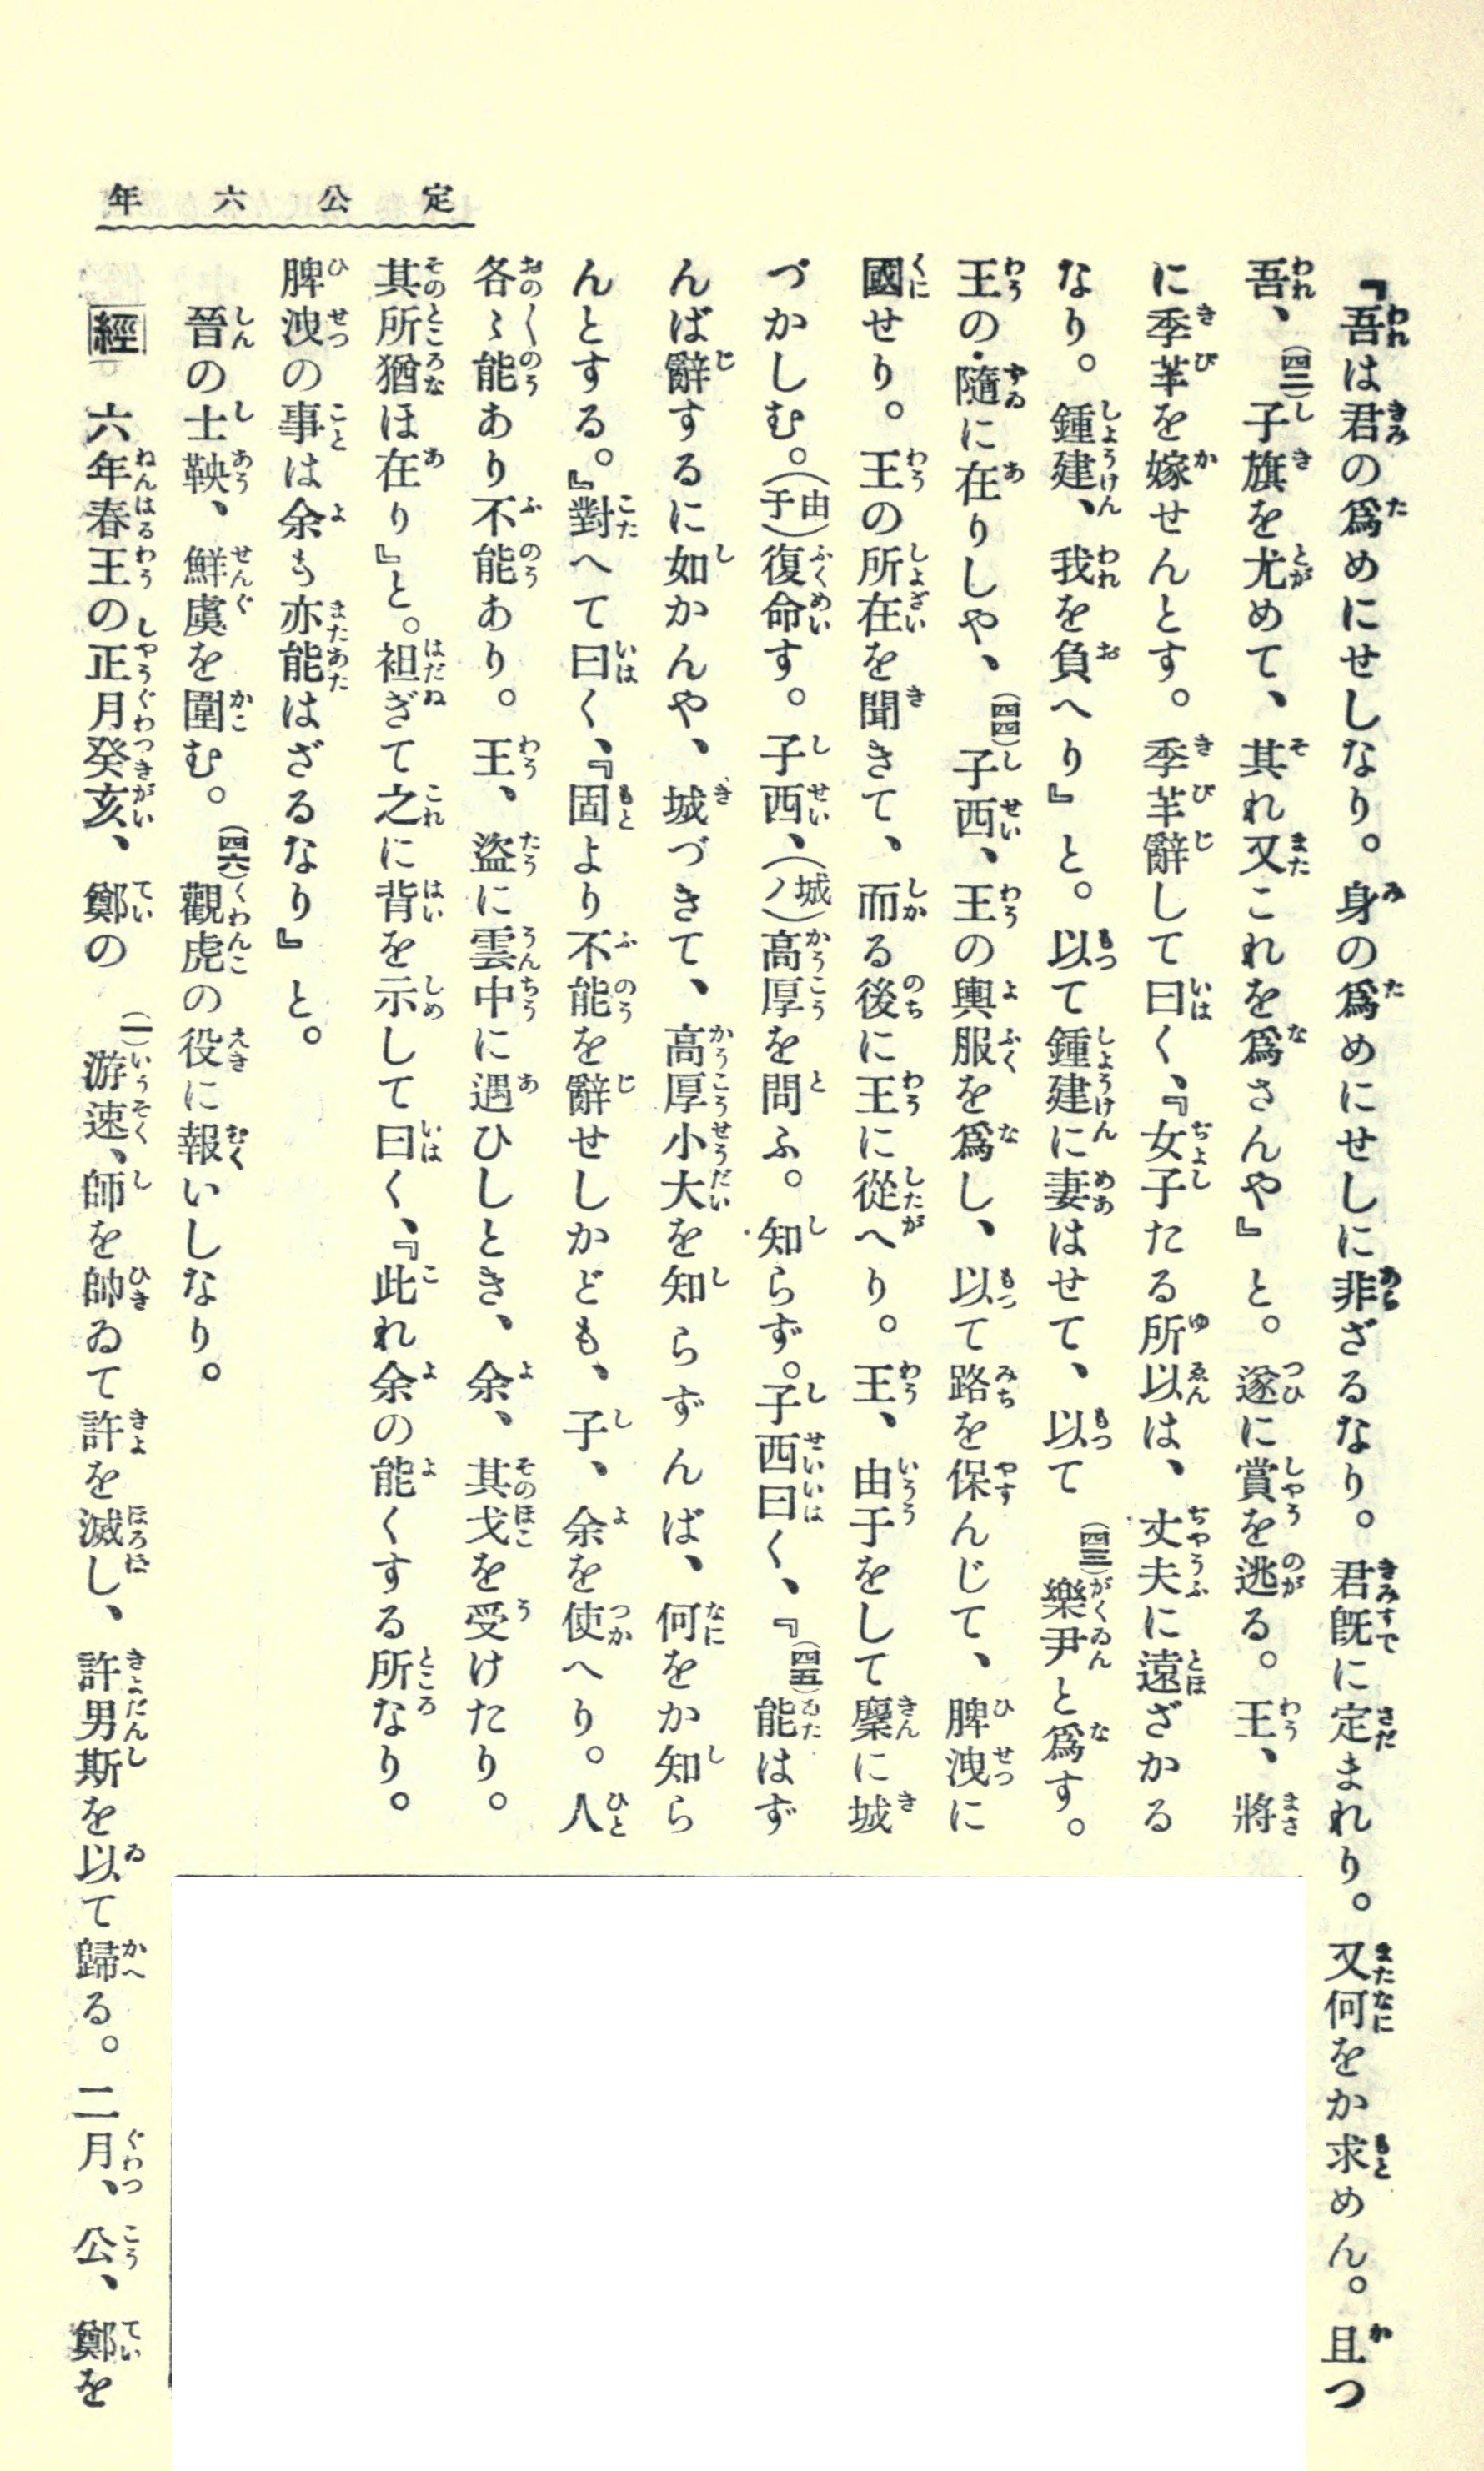 定公六年
『吾は君の爲めにせしなり。身の爲めにせしに非ざるなり。君既に定まれり。又何をか求めん。且つ
吾、(四二)子旗を尤めて、其れ又これを爲さんや』と。遂に賞を逃る。王、將
に季羋を嫁せんとす。季羋辭して曰く、『女子たる所以は、丈夫に遠ざかる
なり。鍾建、我を負へり』と。以て鍾建に妻はせて、以て(四三)樂尹と爲す。
王の隨に在りしや、(四四)子西、王の輿服を爲し、以て路を保んじて、脾洩に
國せり。王の所在を聞きて、而る後に王に從へり。王、由于をして麇に城
づかしむ。(由于)復命す。子西、(城ノ)高厚を問ふ。知らず。子西曰く、『(四五)能はず
んば辭するに如かんや、城づきて、高厚小大を知らずんば、何をか知ら
んとする。』對へて曰く、『固より不能を辭せしかども、子、余を使へり。人
各〻能あり不能あり。王、盜に雲中に遇ひしとき、余、其戈を受けたり。
其所猶ほ在り』と。袒ぎて之に背を示して曰く、『此れ余の能くする所なり。
脾洩の事は余も亦能はざるなり』と。
晉の士鞅、鮮虞を圍む。(四六)觀虎の役に報いしなり。
經 六年春王の正月癸亥、鄭の(一)游速、師を帥ゐて許を滅し、許男斯を以て歸る。二月、公、鄭を